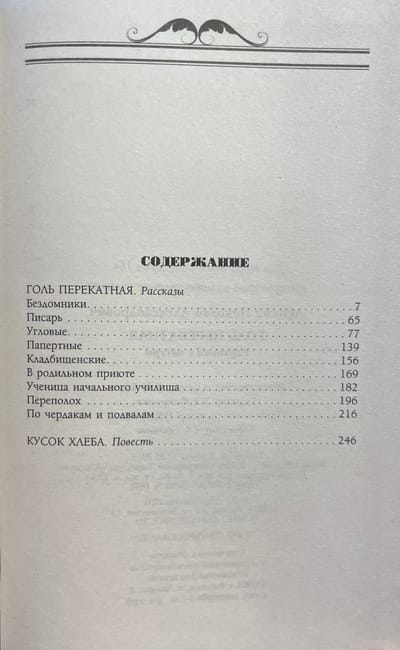 СОДЕРЖАНИЕ
ГОЛЬ ПЕРЕКАТНАЯ. Рассказы
Бездомники. 7
Писарь 65
Угловые. 77
Папертные 139
Кладбищенские. 156
В родильном приюте 169
Ученица начального училища 182
Переполох 196
По чердакам и подвалам 216
КУСОК ХЛЕБА. Повесть 246